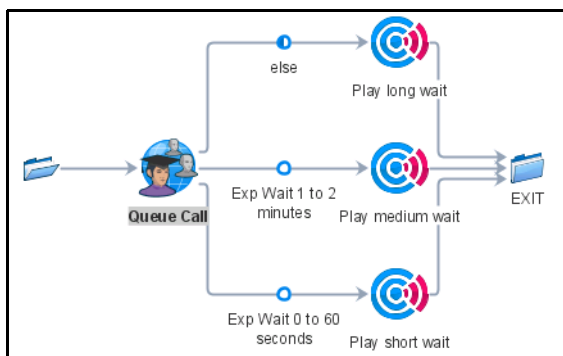 else
Play long wait
Queue Call
Exp Wait 1 to 2
minutes
Play medium wait
EXIT
Exp Wait 0 to 60
seconds
Play short wait